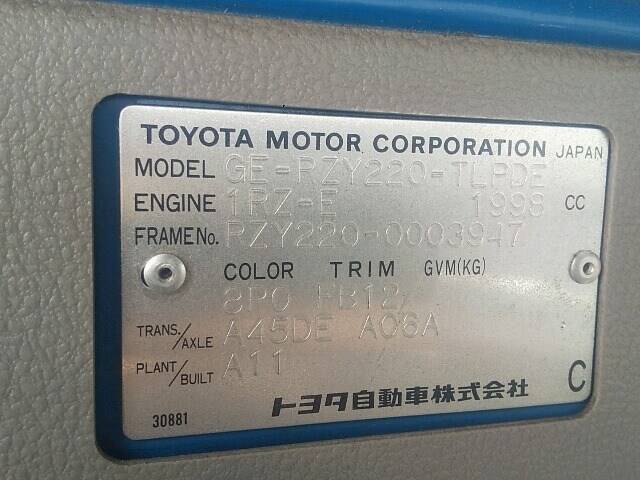 TOYOTA MOTOR CORPORATION JAPAN
MODEL GE-RZY220-TLPDE
ENGINE 1RZ-E 1998 CC
FRAME No. RZY220-0003947
COLOR TRIM GVM(KG)
8P0 FB12
TRANS./AXLE A45DE A06A
PLANT/BUILT A11
トヨタ自動車株式会社 C
30881